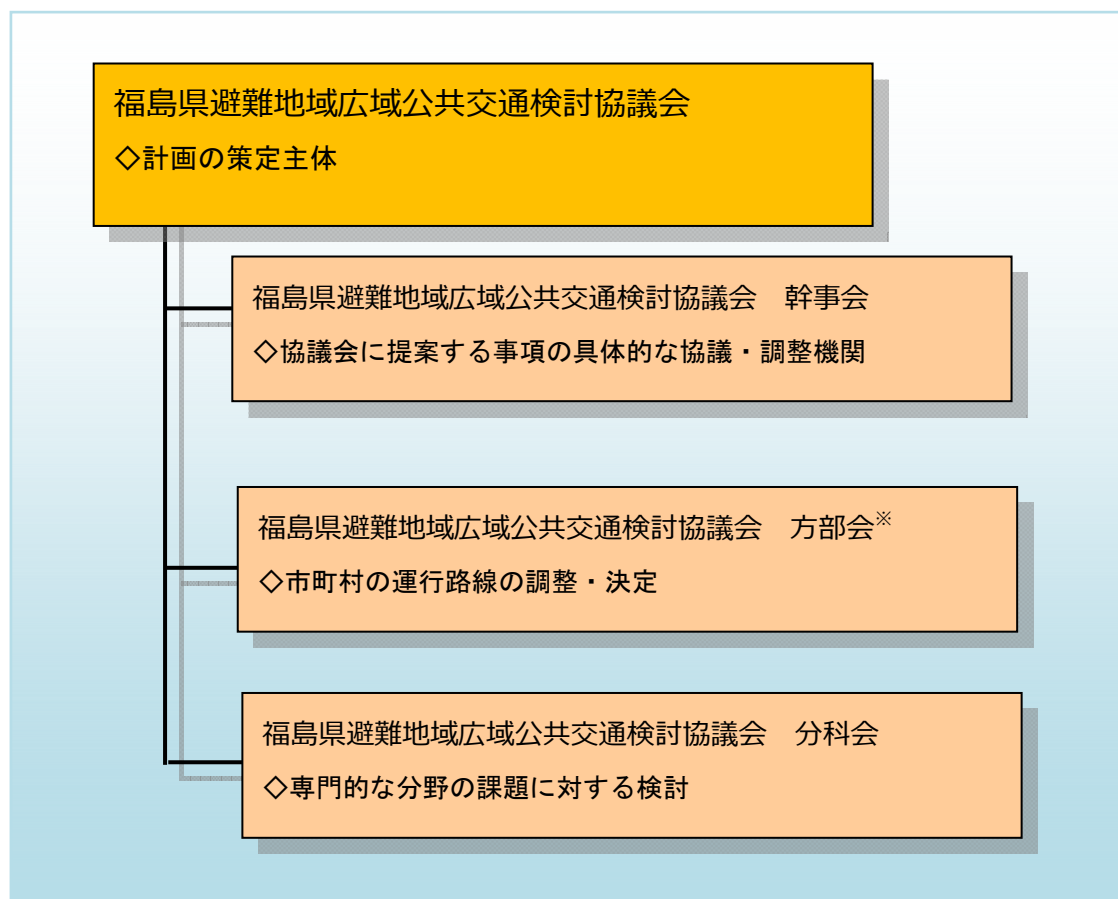 福島県避難地域広域公共交通検討協議会
◇計画の策定主体
福島県避難地域広域公共交通検討協議会　幹事会
◇協議会に提案する事項の具体的な協議・調整機関
福島県避難地域広域公共交通検討協議会　方部会※
◇市町村の運行路線の調整・決定
福島県避難地域広域公共交通検討協議会　分科会
◇専門的な分野の課題に対する検討